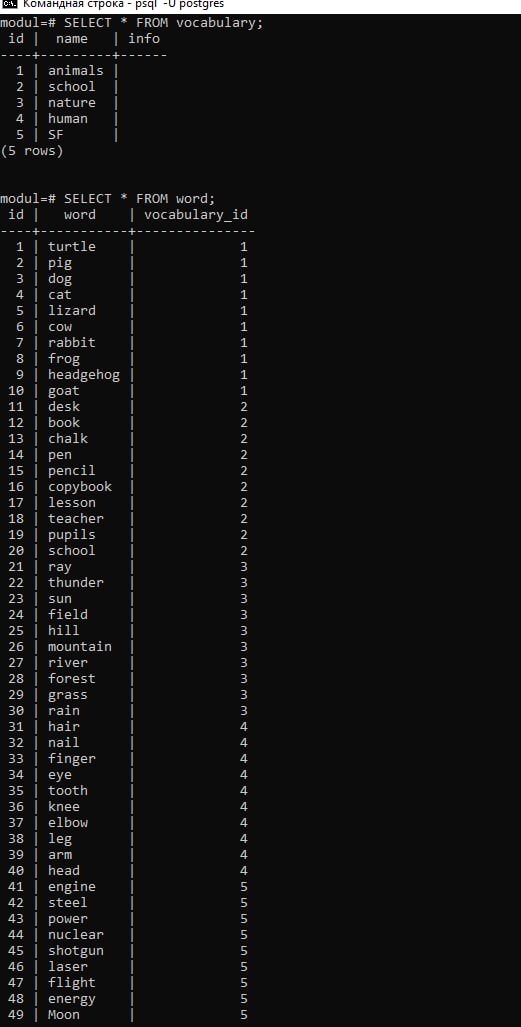 Командная строка - psql -U postgres
modul=# SELECT * FROM vocabulary;
 id |  name   | info
----+---------+------
  1 | animals |
  2 | school  |
  3 | nature  |
  4 | human   |
  5 | SF      |
(5 rows)
modul=# SELECT * FROM word;
 id |   word    | vocabulary_id
----+-----------+---------------
  1 | turtle    |             1
  2 | pig       |             1
  3 | dog       |             1
  4 | cat       |             1
  5 | lizard    |             1
  6 | cow       |             1
  7 | rabbit    |             1
  8 | frog      |             1
  9 | headgehog |             1
 10 | goat      |             1
 11 | desk      |             2
 12 | book      |             2
 13 | chalk     |             2
 14 | pen       |             2
 15 | pencil    |             2
 16 | copybook  |             2
 17 | lesson    |             2
 18 | teacher   |             2
 19 | pupils    |             2
 20 | school    |             2
 21 | ray       |             3
 22 | thunder   |             3
 23 | sun       |             3
 24 | field     |             3
 25 | hill      |             3
 26 | mountain  |             3
 27 | river     |             3
 28 | forest    |             3
 29 | grass     |             3
 30 | rain      |             3
 31 | hair      |             4
 32 | nail      |             4
 33 | finger    |             4
 34 | eye       |             4
 35 | tooth     |             4
 36 | knee      |             4
 37 | elbow     |             4
 38 | leg       |             4
 39 | arm       |             4
 40 | head      |             4
 41 | engine    |             5
 42 | steel     |             5
 43 | power     |             5
 44 | nuclear   |             5
 45 | shotgun   |             5
 46 | laser     |             5
 47 | flight    |             5
 48 | energy    |             5
 49 | Moon      |             5